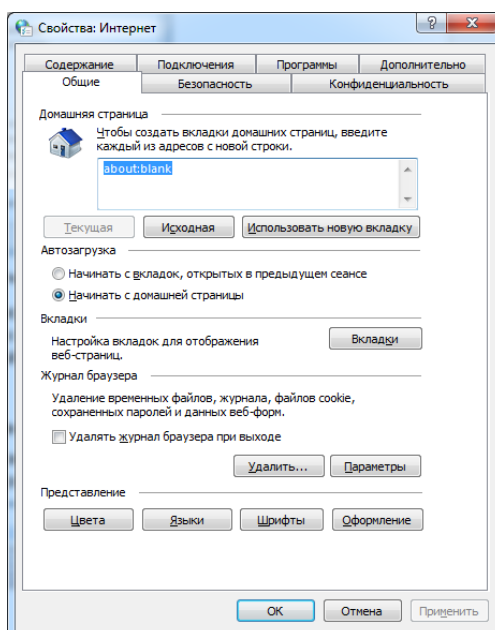 Свойства: Интернет
?
Содержание Подключения Программы Дополнительно
Общие Безопасность Конфиденциальность
Домашняя страница
Чтобы создать вкладки домашних страниц, введите
каждый из адресов с новой строки.
about:blank
Текущая Исходная Использовать новую вкладку
Автозагрузка
Начинать с вкладок, открытых в предыдущем сеансе
Начинать с домашней страницы
Вкладки
Настройка вкладок для отображения
веб-страниц.
Вкладки
Журнал браузера
Удаление временных файлов, журнала, файлов cookie,
сохраненных паролей и данных веб-форм.
Удалять журнал браузера при выходе
Удалить... Параметры
Представление
Цвета Языки Шрифты Оформление
ОК Отмена Применить